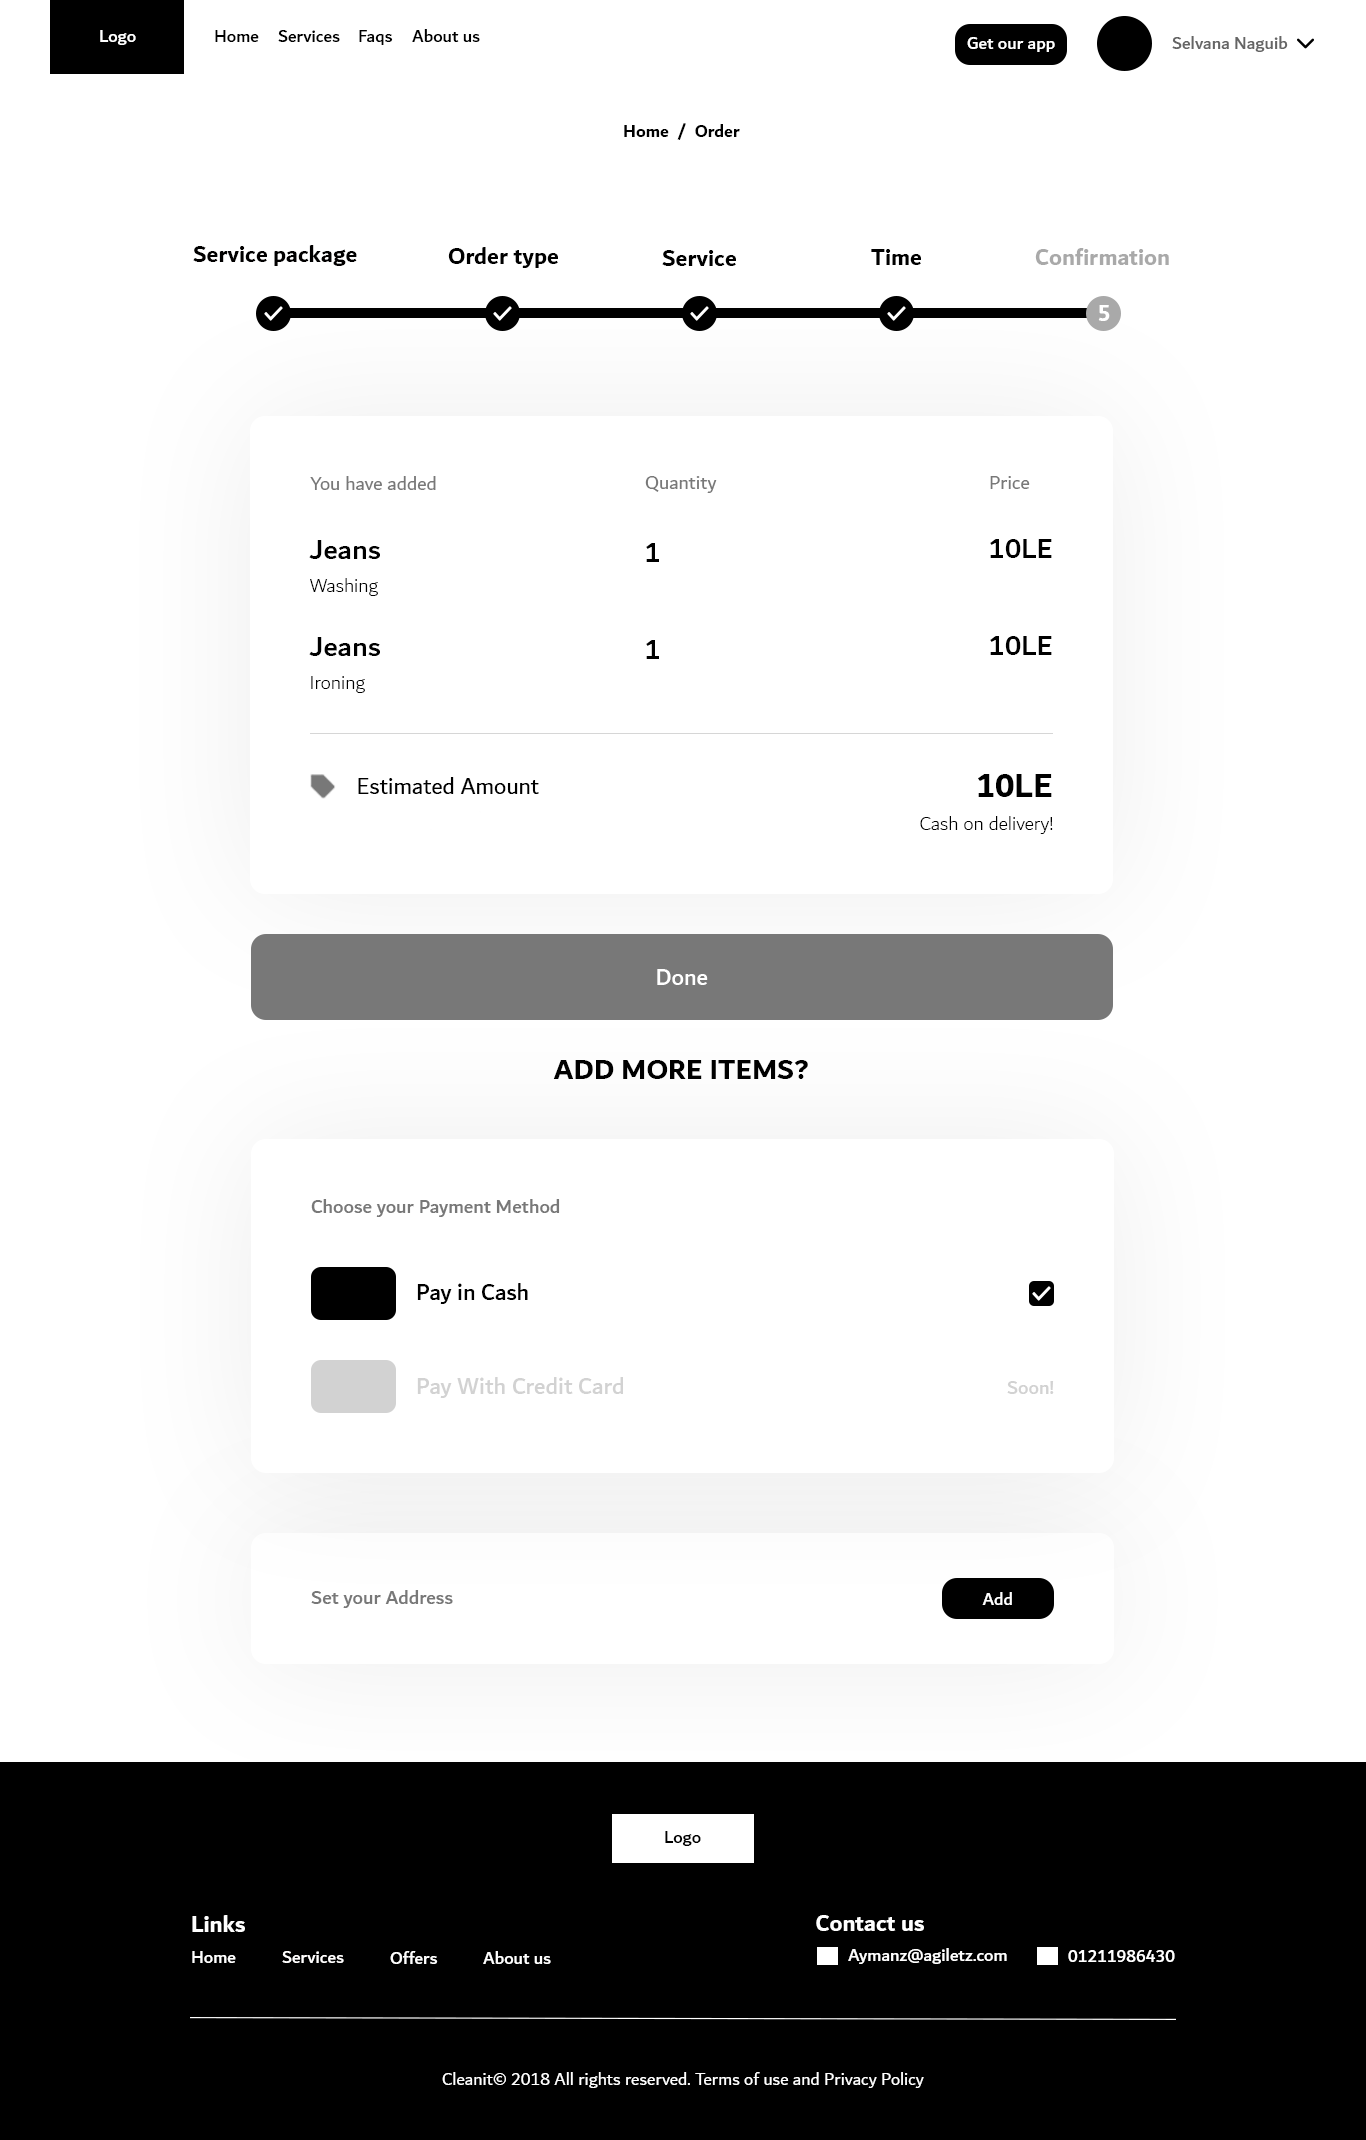 Logo
Home Services Faqs About us
Get our app
Selvana Naguib
Home / Order
Service package
Order type
Service
Time
Confirmation
5
You have added Quantity Price
Jeans 1 10LE
Washing
Jeans 1 10LE
Ironing
Estimated Amount 10LE
Cash on delivery!
Done
ADD MORE ITEMS?
Choose your Payment Method
Pay in Cash
Pay With Credit Card Soon!
Set your Address Add
Logo
Links
Home Services Offers About us
Contact us
Aymanz@agiletz.com 01211986430
Cleanit© 2018 All rights reserved. Terms of use and Privacy Policy